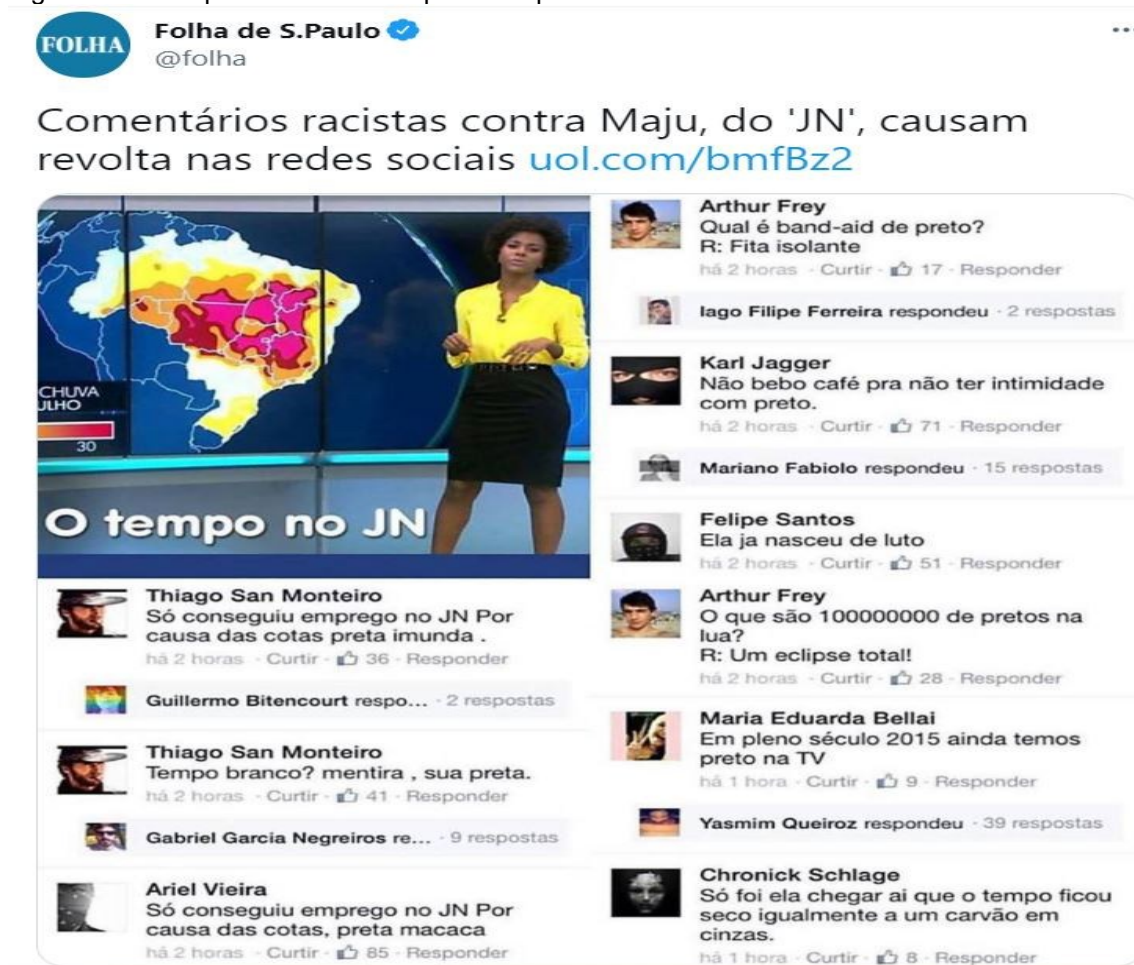 FOLHA
Folha de S.Paulo
@folha
Comentários racistas contra Maju, do 'JN', causam
revolta nas redes sociais uol.com/bmfBz2
CHUVA
30
O tempo no JN
Thiago San Monteiro
Só conseguiu emprego no JN Por
causa das cotas preta imunda .
há 2 horas · Curtir · 36 · Responder
Guillermo Bitencourt respo... · 2 respostas
Thiago San Monteiro
Tempo branco? mentira , sua preta.
há 2 horas · Curtir · 41 · Responder
Gabriel Garcia Negreiros re... · 9 respostas
Ariel Vieira
Só conseguiu emprego no JN Por
causa das cotas, preta macaca
há 2 horas · Curtir · 85 · Responder
Arthur Frey
Qual é band-aid de preto?
R: Fita isolante
há 2 horas · Curtir · 17 · Responder
Iago Filipe Ferreira respondeu · 2 respostas
Karl Jagger
Não bebo café pra não ter intimidade
com preto.
há 2 horas · Curtir · 71 · Responder
Mariano Fabiolo respondeu · 15 respostas
Felipe Santos
Ela ja nasceu de luto
há 2 horas · Curtir · 51 · Responder
Arthur Frey
O que são 100000000 de pretos na
lua?
R: Um eclipse total!
há 2 horas · Curtir · 28 · Responder
Maria Eduarda Bellai
Em pleno século 2015 ainda temos
preto na TV
há 1 hora · Curtir · 9 · Responder
Yasmim Queiroz respondeu · 39 respostas
Chronick Schlage
Só foi ela chegar ai que o tempo ficou
seco igualmente a um carvão em
cinzas.
há 1 hora · Curtir · 8 · Responder